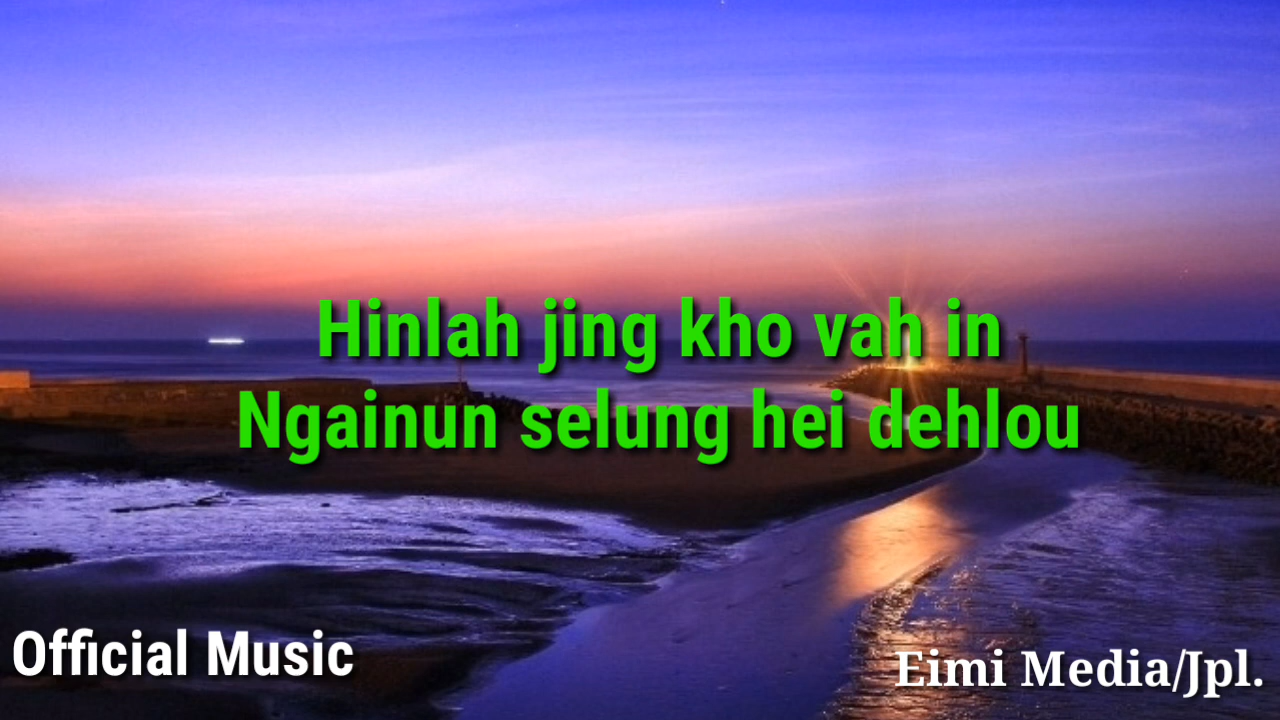 Hinlah jing kho vah in
Ngainun selung hei dehlou
Official Music
Eimi Media/Jpl.